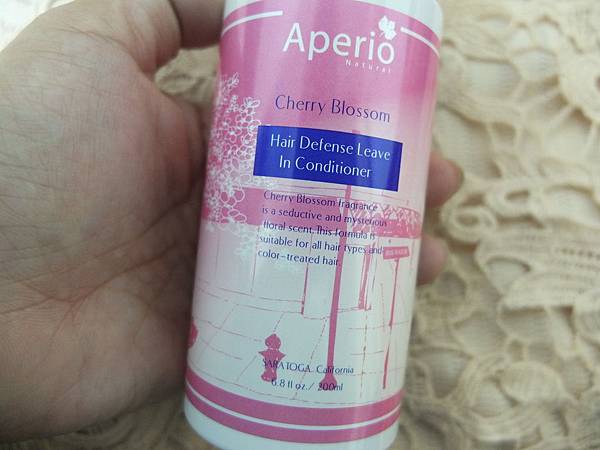 Aperio
Natural
Cherry Blossom
Hair Defense Leave
In Conditioner
Cherry Blossom fragrance
is a seductive and mysterious
floral scent. This formula is
suitable for all hair types and
color-treated hair.
SARATOGA. California
6.8 fl oz./ 200ml